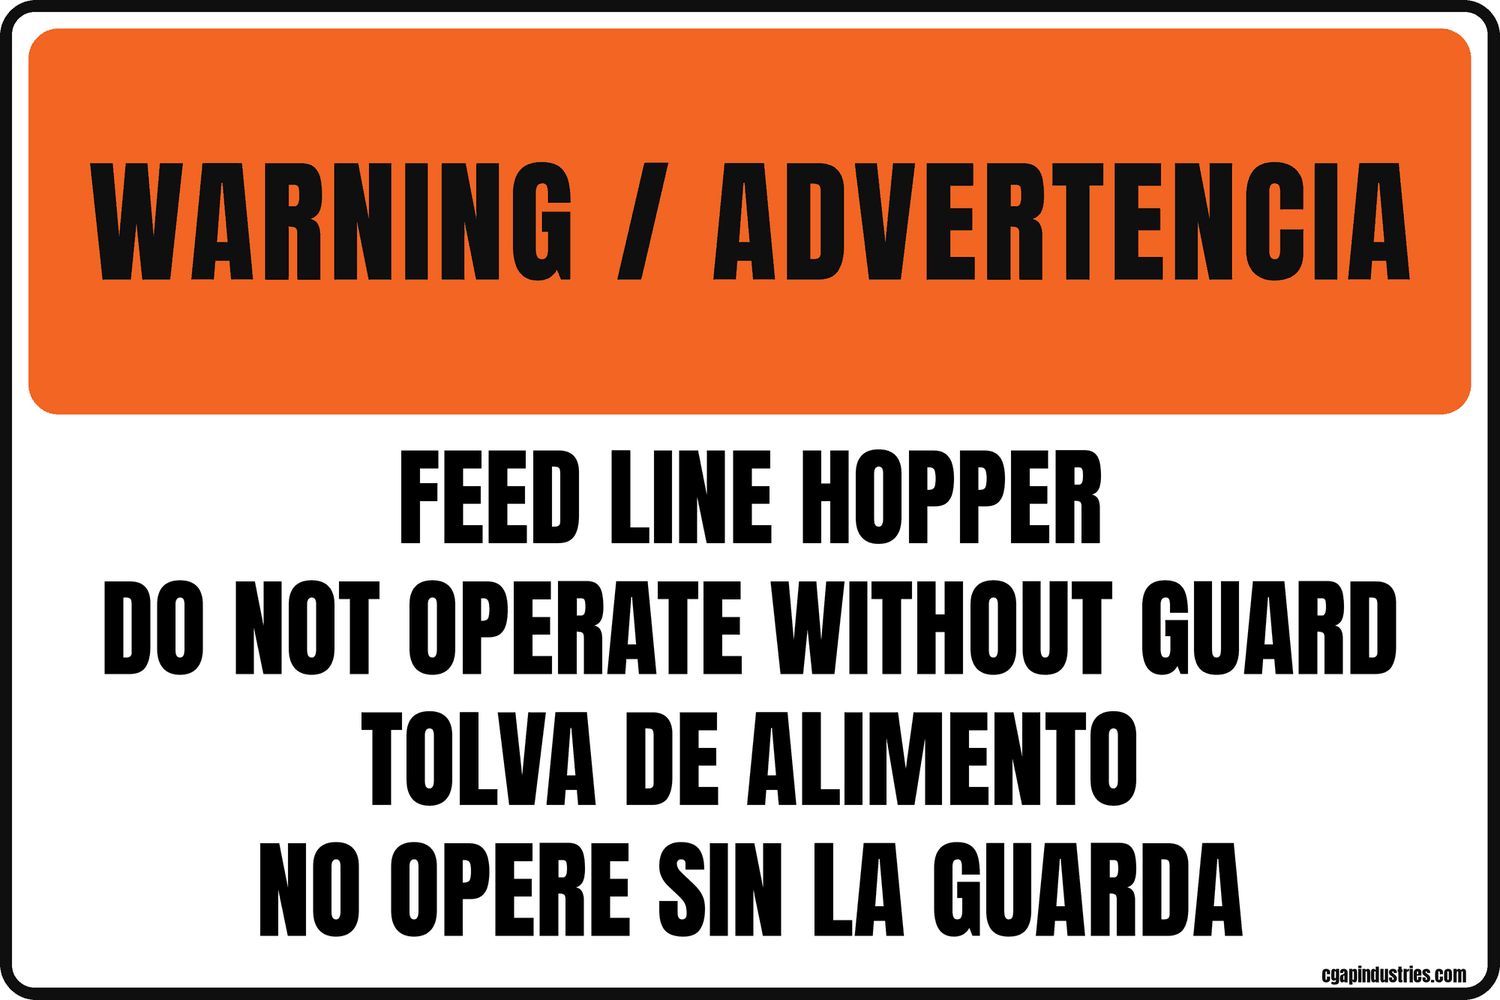 WARNING / ADVERTENCIA
FEED LINE HOPPER
DO NOT OPERATE WITHOUT GUARD
TOLVA DE ALIMENTO
NO OPERE SIN LA GUARDA
cgapindustries.com